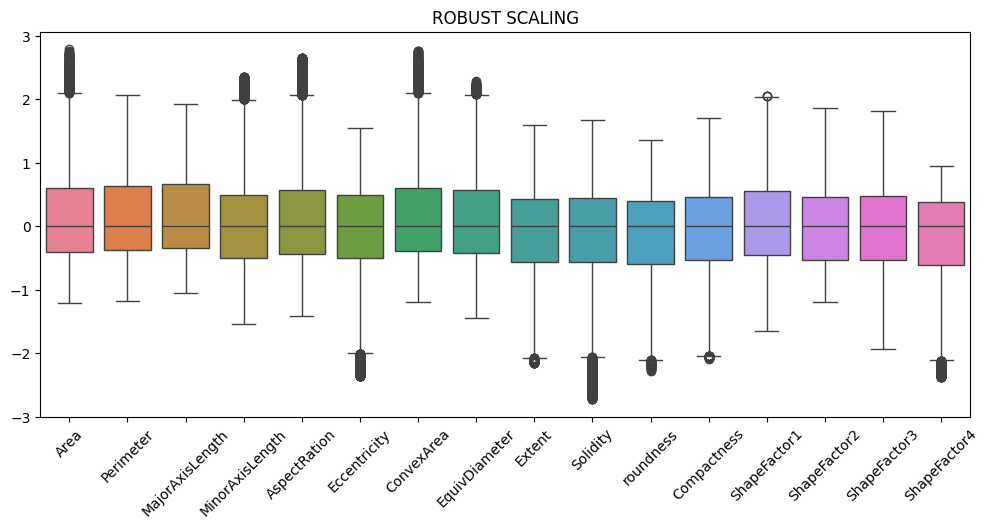 ROBUST SCALING
3
2
1
0
−1
−2
−3
Area
Perimeter
MajorAxisLength
MinorAxisLength
AspectRation
Eccentricity
ConvexArea
EquivDiameter
Extent
Solidity
roundness
Compactness
ShapeFactor1
ShapeFactor2
ShapeFactor3
ShapeFactor4